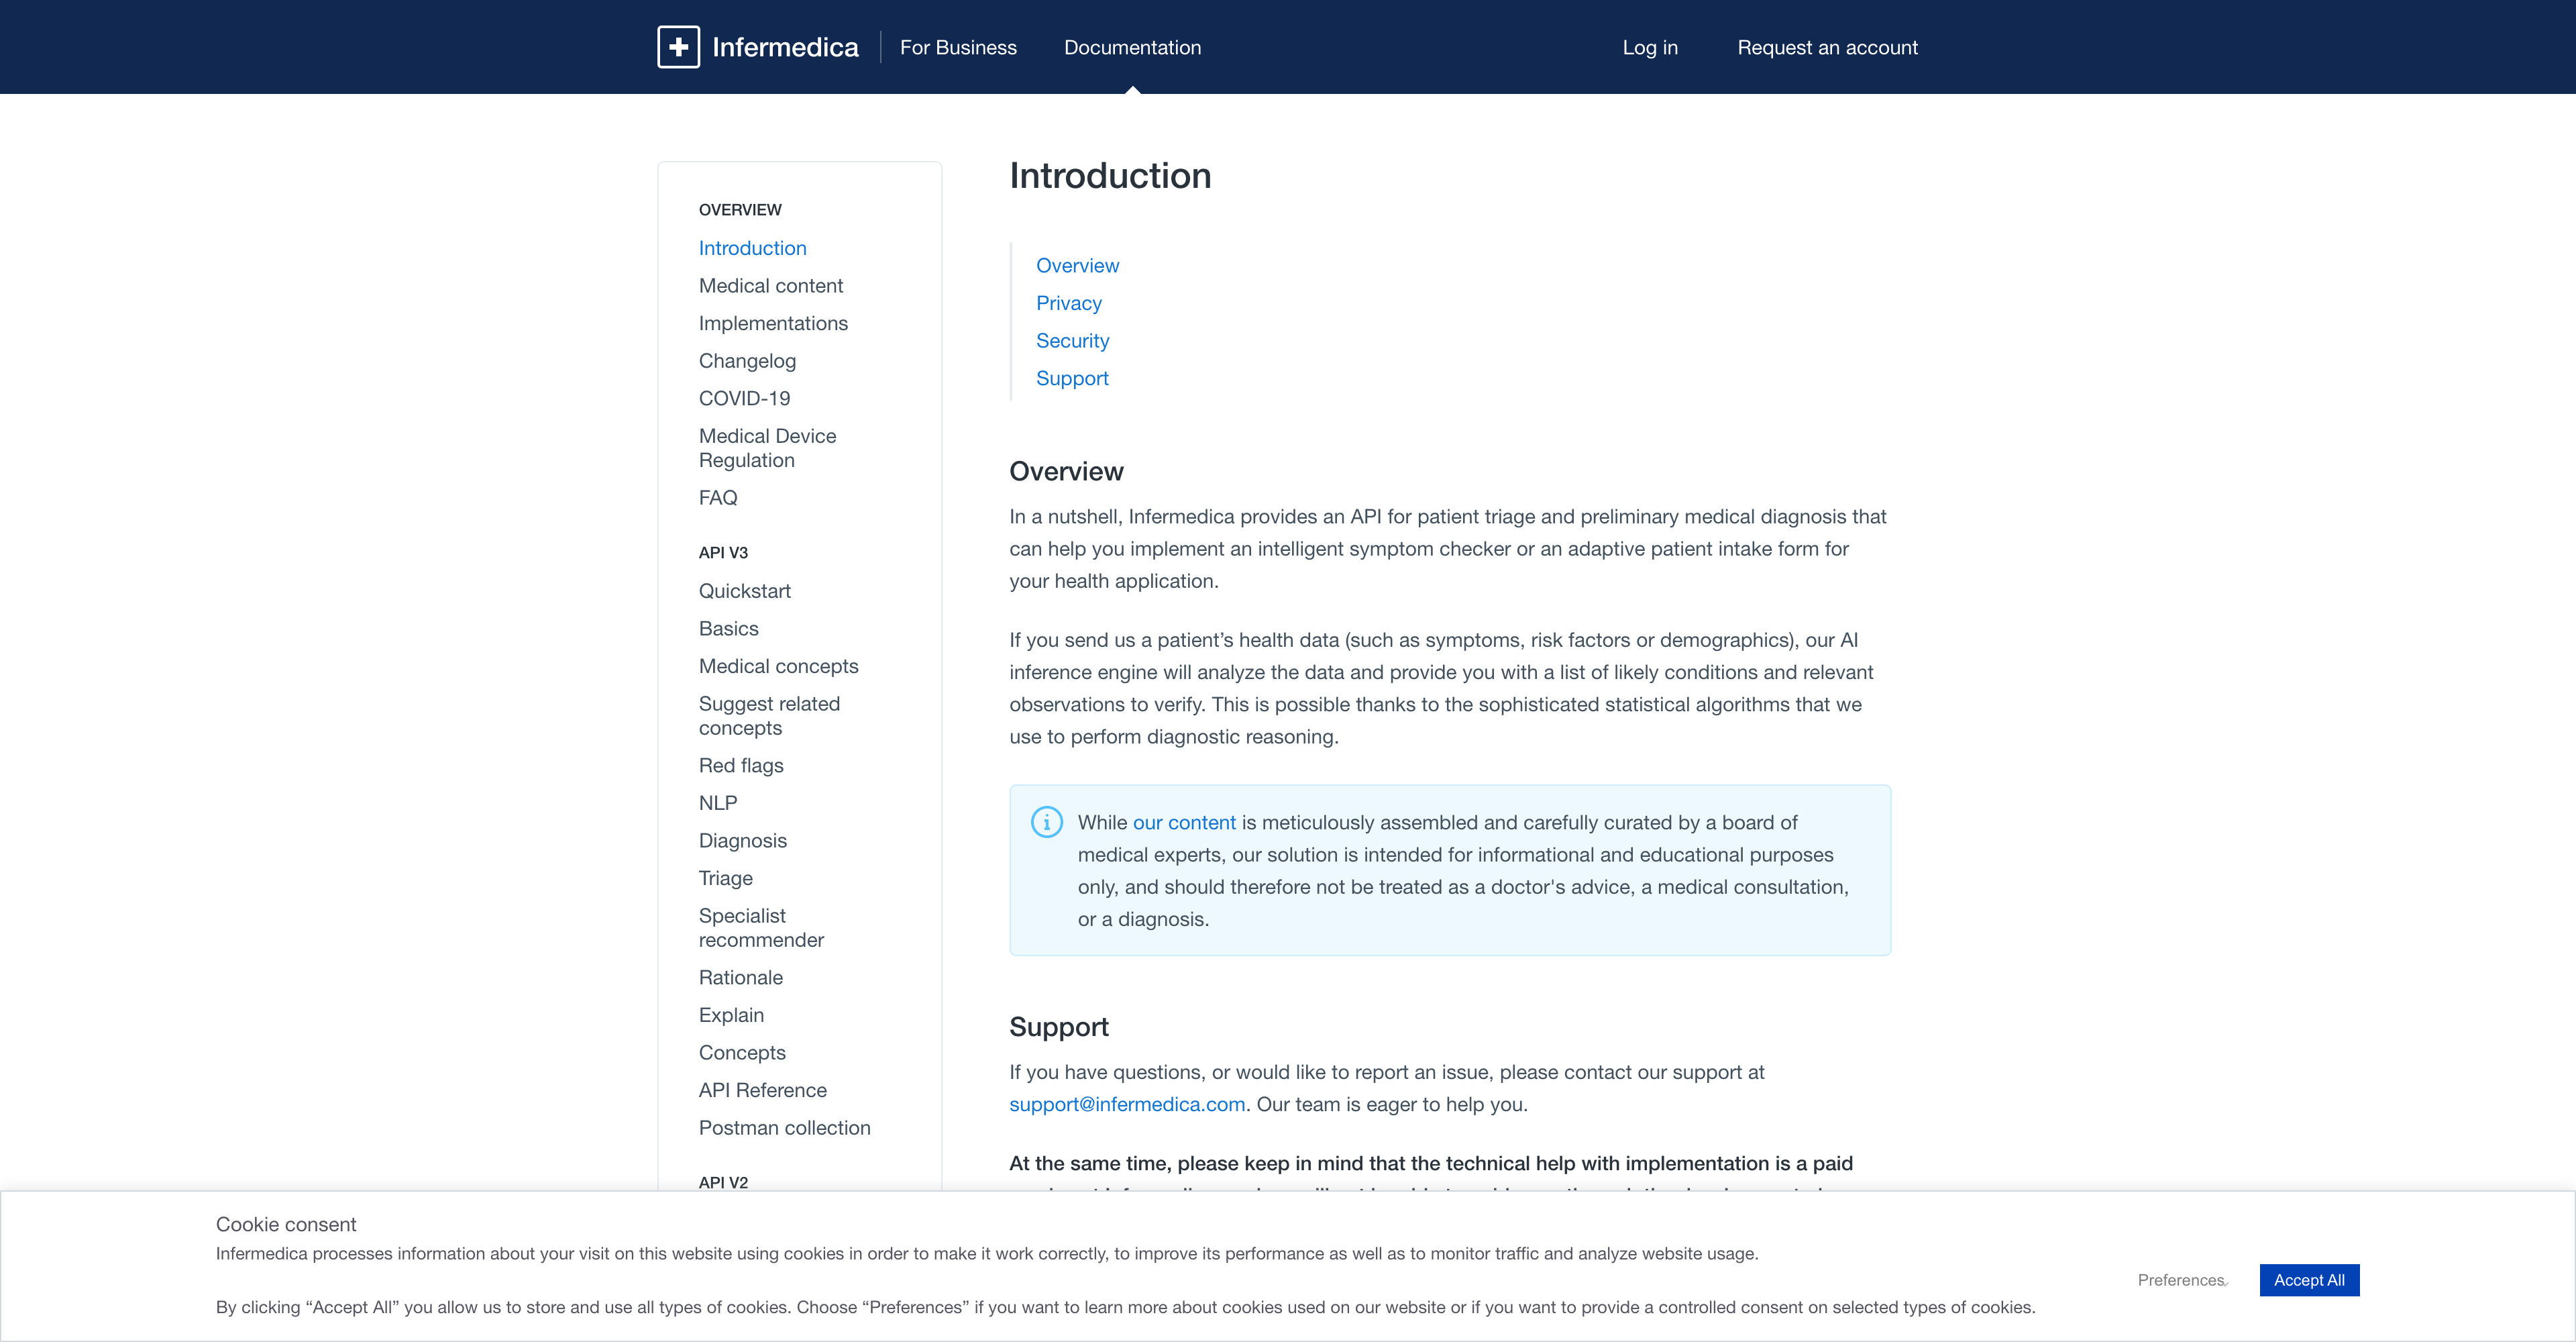 Infermedica
For Business
Documentation
Log in
Request an account
OVERVIEW
Introduction
Medical content
Implementations
Changelog
COVID-19
Medical Device
Regulation
FAQ
API V3
Quickstart
Basics
Medical concepts
Suggest related
concepts
Red flags
NLP
Diagnosis
Triage
Specialist
recommender
Rationale
Explain
Concepts
API Reference
Postman collection
API V2
Introduction
Overview
Privacy
Security
Support
Overview
In a nutshell, Infermedica provides an API for patient triage and preliminary medical diagnosis that
can help you implement an intelligent symptom checker or an adaptive patient intake form for
your health application.
If you send us a patient’s health data (such as symptoms, risk factors or demographics), our AI
inference engine will analyze the data and provide you with a list of likely conditions and relevant
observations to verify. This is possible thanks to the sophisticated statistical algorithms that we
use to perform diagnostic reasoning.
While our content is meticulously assembled and carefully curated by a board of
medical experts, our solution is intended for informational and educational purposes
only, and should therefore not be treated as a doctor's advice, a medical consultation,
or a diagnosis.
Support
If you have questions, or would like to report an issue, please contact our support at
support@infermedica.com. Our team is eager to help you.
At the same time, please keep in mind that the technical help with implementation is a paid
Cookie consent
Infermedica processes information about your visit on this website using cookies in order to make it work correctly, to improve its performance as well as to monitor traffic and analyze website usage.
By clicking “Accept All” you allow us to store and use all types of cookies. Choose “Preferences” if you want to learn more about cookies used on our website or if you want to provide a controlled consent on selected types of cookies.
Preferences
Accept All